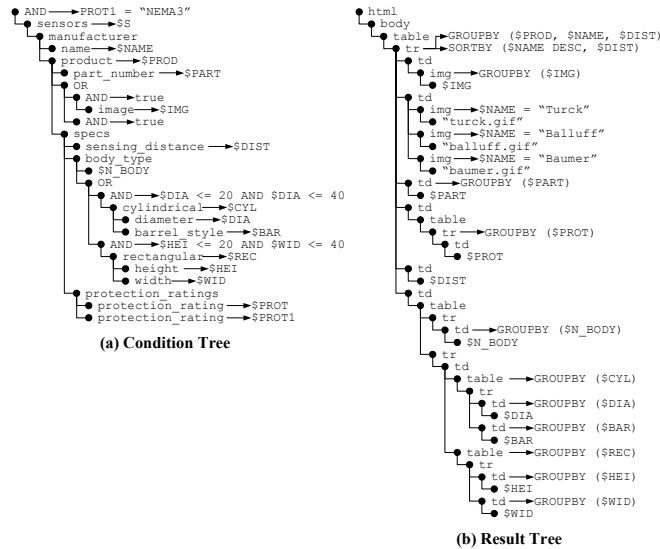 AND PROT1 = “NEMA3”
sensors $S
manufacturer
name $NAME
product $PROD
part_number $PART
OR
AND true
image $IMG
AND true
specs
sensing_distance $DIST
body_type
$N_BODY
OR
AND $DIA <= 20 AND $DIA <= 40
cylindrical $CYL
diameter $DIA
barrel_style $BAR
AND $HEI <= 20 AND $WID <= 40
rectangular $REC
height $HEI
width $WID
protection_ratings
protection_rating $PROT
protection_rating $PROT1
(a) Condition Tree
html
body
table GROUPBY ($PROD, $NAME, $DIST)
tr SORTBY ($NAME DESC, $DIST)
td
img GROUPBY ($IMG)
$IMG
td
img $NAME = “Turck”
“turck.gif”
img $NAME = “Balluff”
“balluff.gif”
img $NAME = “Baumer”
“baumer.gif”
td GROUPBY ($PART)
$PART
td
table
tr GROUPBY ($PROT)
td
$PROT
td
$DIST
td
table
tr
td GROUPBY ($N_BODY)
$N_BODY
tr
td
table GROUPBY ($CYL)
tr
td GROUPBY ($DIA)
$DIA
td GROUPBY ($BAR)
$BAR
table GROUPBY ($REC)
tr
td GROUPBY ($HEI)
$HEI
td GROUPBY ($WID)
$WID
(b) Result Tree